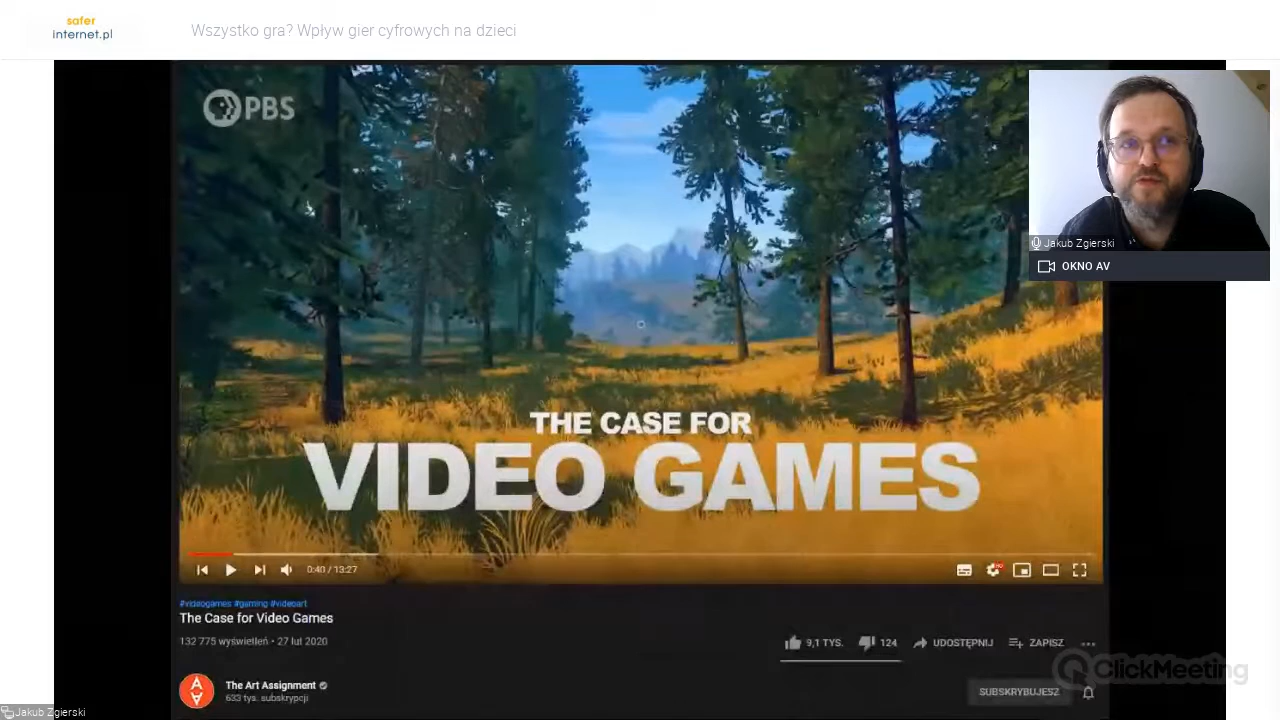 safer
internet.pl
Wszystko gra? Wpływ gier cyfrowych na dzieci
PBS
Jakub Zgierski
OKNO AV
THE CASE FOR
VIDEO GAMES
0:40 / 13:27
HD
#videogames #gaming #videoart
The Case for Video Games
132 775 wyświetleń • 27 lut 2020
9,1 TYS.
124
UDOSTĘPNIJ
ZAPISZ
ClickMeeting
The Art Assignment
633 tys. subskrypcji
SUBSKRYBUJESZ
Jakub Zgierski